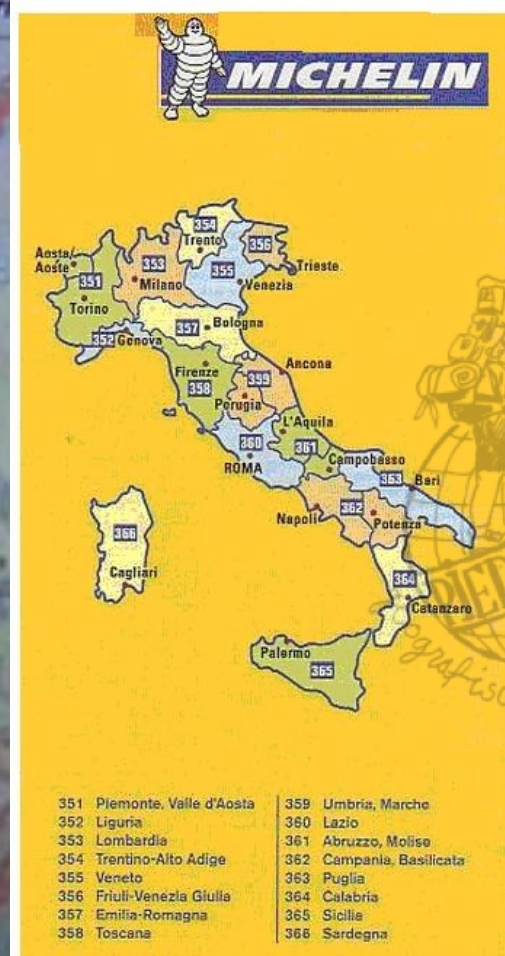 MICHELIN
354
Trento
356
Aosta/
Aoste
353
355
Trieste
351
Milano
Venezia
Torino
357
Bologna
352
Genova
Firenze
359
Ancona
358
Perugia
L'Aquila
360
361
Campobasso
ROMA
363
Bari
362
Napoli
Potenza
366
364
Cagliari
Catanzaro
Palermo
365
351 Piemonte, Valle d'Aosta
352 Liguria
353 Lombardia
354 Trentino-Alto Adige
355 Veneto
356 Friuli-Venezia Giulia
357 Emilia-Romagna
358 Toscana
359 Umbria, Marche
360 Lazio
361 Abruzzo, Molise
362 Campania, Basilicata
363 Puglia
364 Calabria
365 Sicilia
366 Sardegna